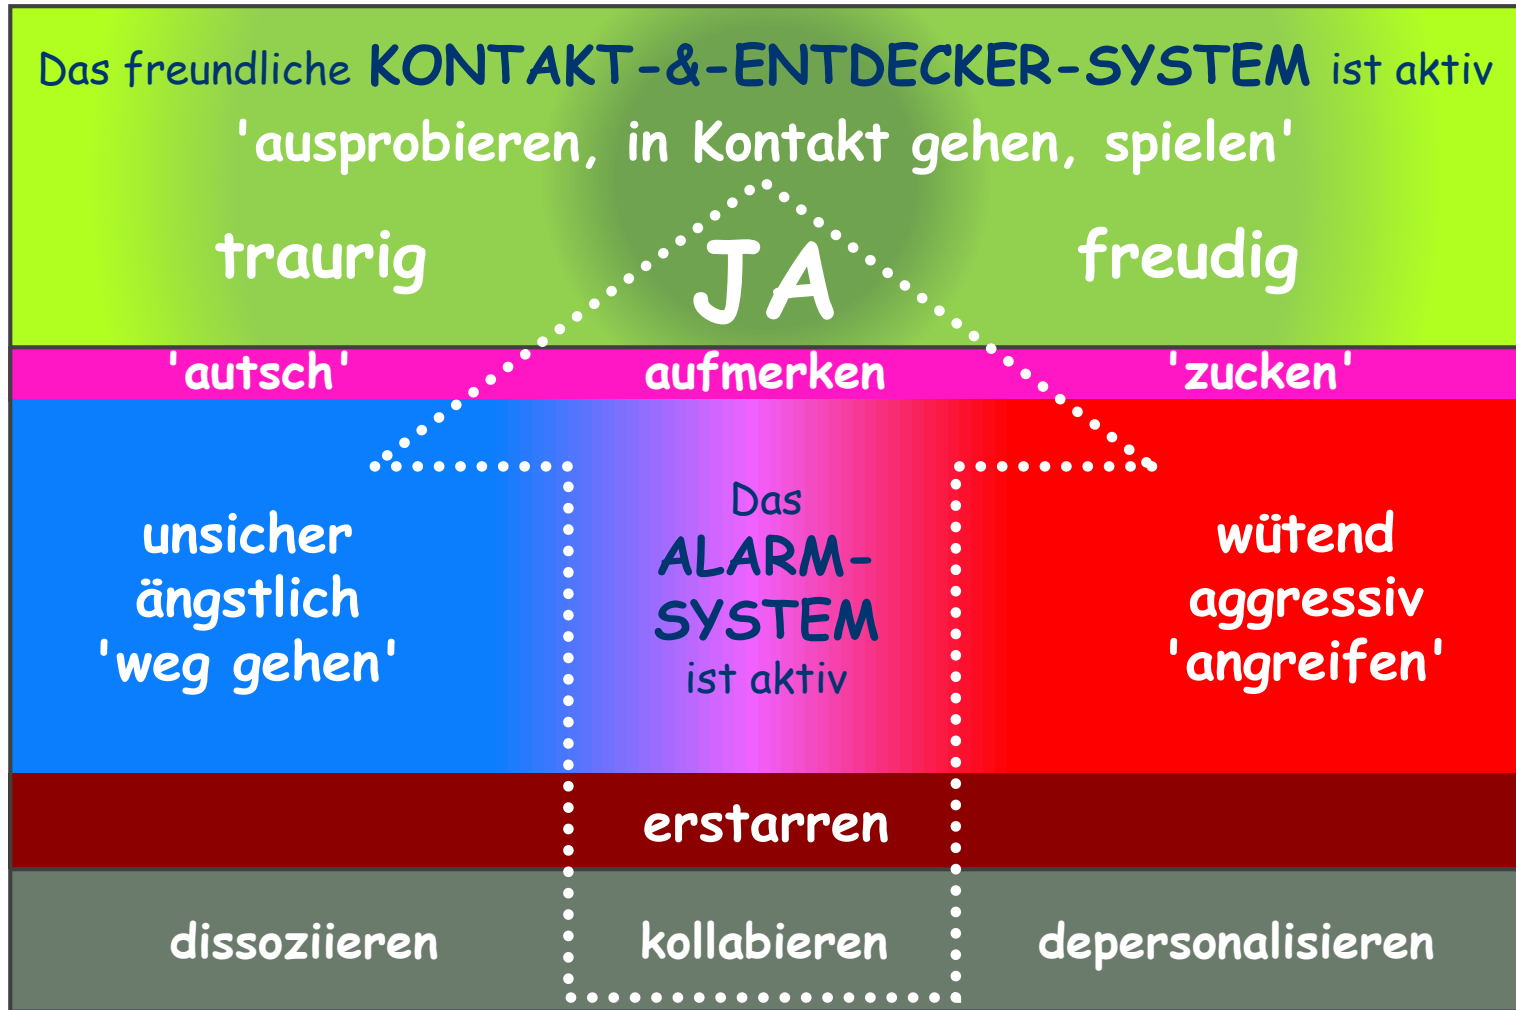 Das freundliche KONTAKT-&-ENTDECKER-SYSTEM ist aktiv
'ausprobieren, in Kontakt gehen, spielen'
traurig JA freudig
'autsch' aufmerken 'zucken'
unsicher
ängstlich
'weg gehen'
Das
ALARM-
SYSTEM
ist aktiv
wütend
aggressiv
'angreifen'
erstarren
dissoziieren kollabieren depersonalisieren